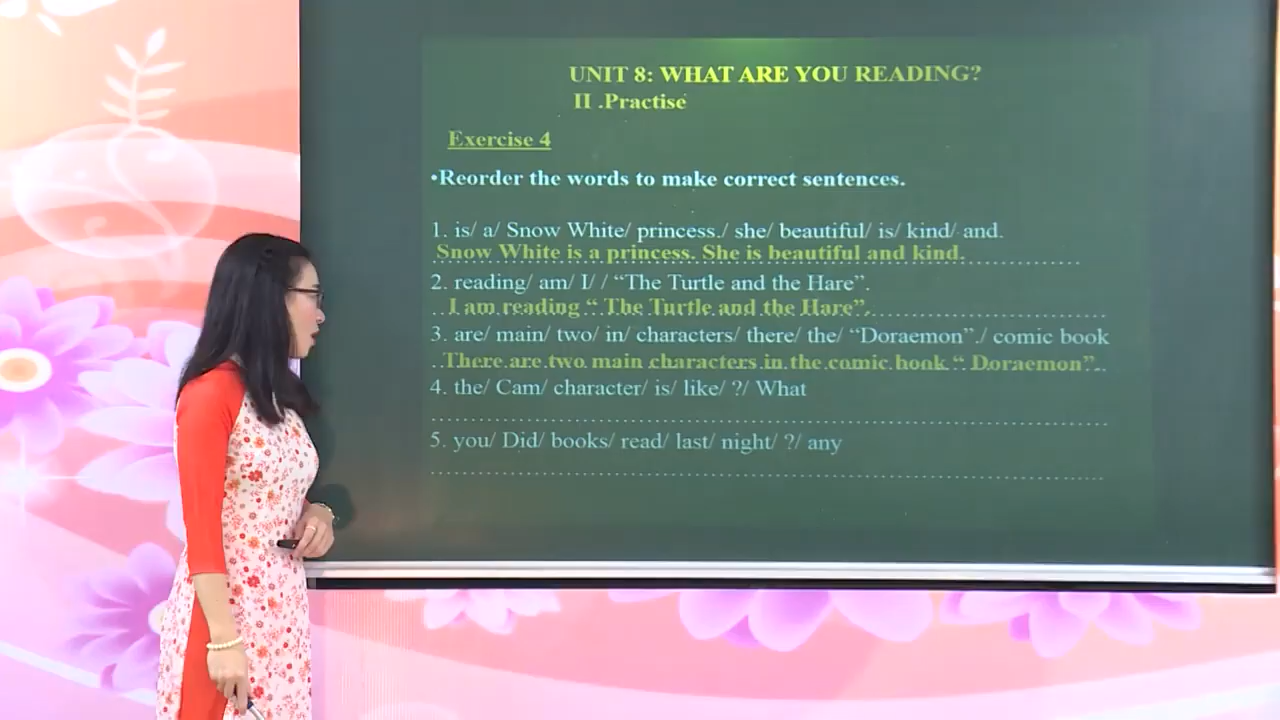 UNIT 8: WHAT ARE YOU READING?
II .Practise
Exercise 4
•Reorder the words to make correct sentences.
1. is/ a/ Snow White/ princess./ she/ beautiful/ is/ kind/ and.
Snow White is a princess. She is beautiful and kind.
2. reading/ am/ I/ / “The Turtle and the Hare”.
I am reading “ The Turtle and the Hare”.
3. are/ main/ two/ in/ characters/ there/ the/ “Doraemon”./ comic book
There are two main characters in the comic book “ Doraemon”.
4. the/ Cam/ character/ is/ like/ ?/ What
5. you/ Did/ books/ read/ last/ night/ ?/ any